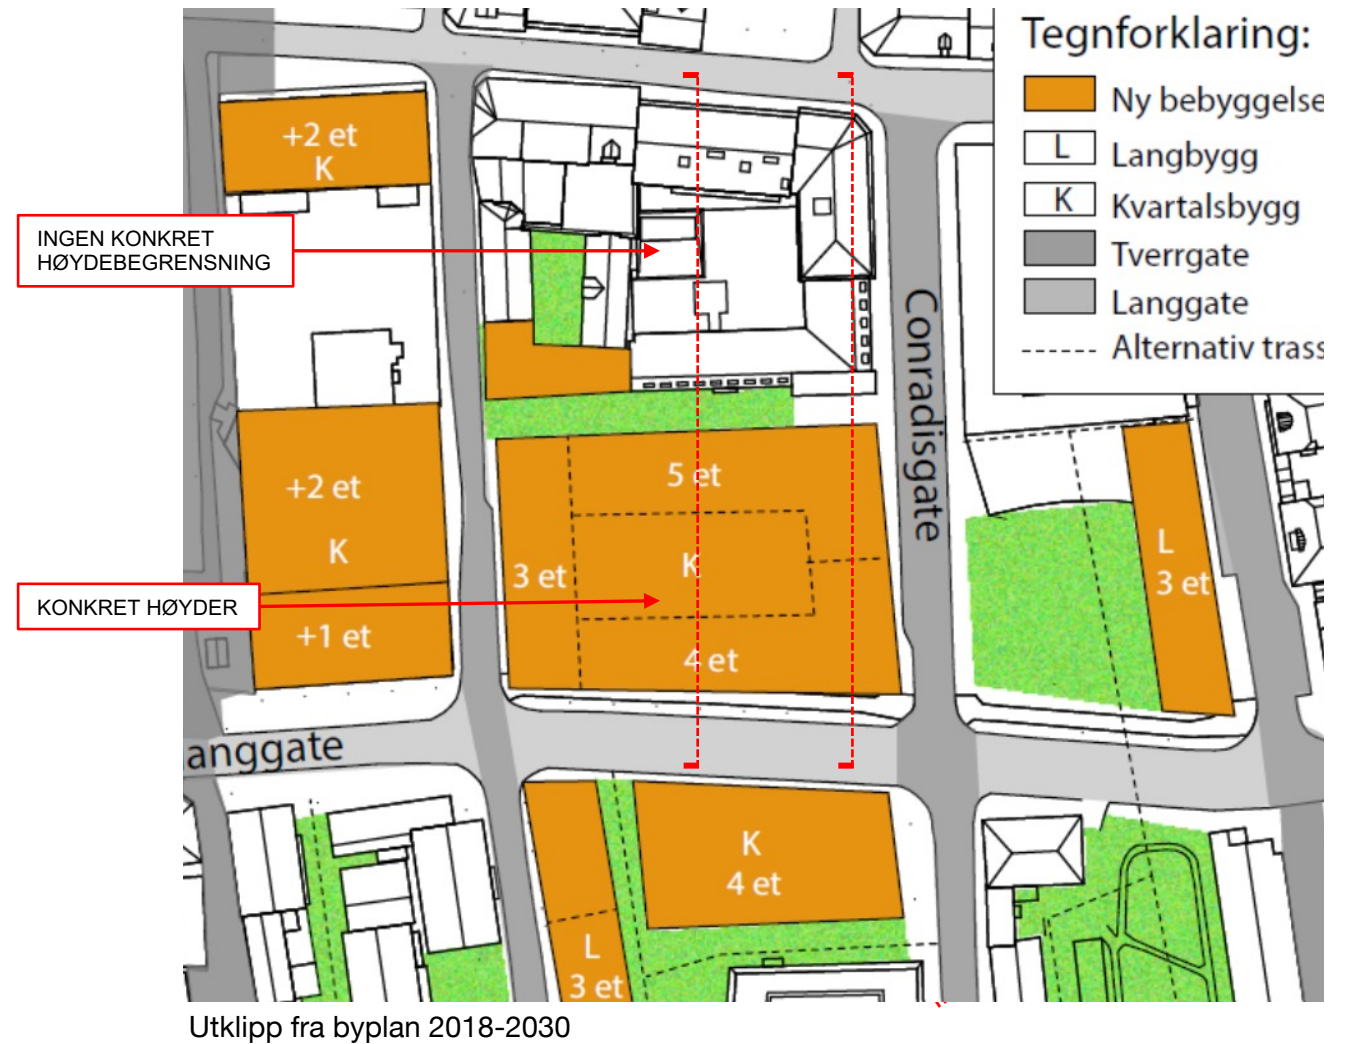 Tegnforklaring:
Ny bebyggelse
L Langbygg
K Kvartalsbygg
Tverrgate
Langgate
Alternativ trass
+2 et
K
INGEN KONKRET
HØYDEBEGRENSNING
Conradisgate
+2 et
K
+1 et
5 et
3 et
K
4 et
L
3 et
KONKRET HØYDER
anggate
K
4 et
L
3 et
Utklipp fra byplan 2018-2030